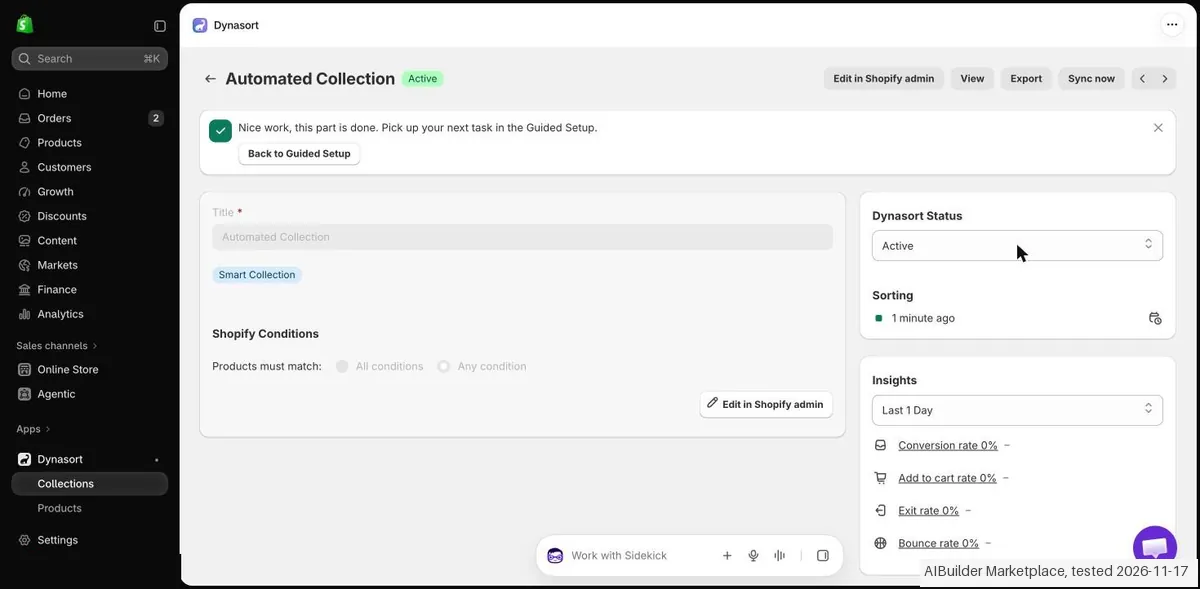 Dynasort
Search ⌘K
Home
Orders 2
Products
Customers
Growth
Discounts
Content
Markets
Finance
Analytics
Sales channels
Online Store
Agentic
Apps
Dynasort
Collections
Products
Settings
Automated Collection Active
Edit in Shopify admin View Export Sync now
Nice work, this part is done. Pick up your next task in the Guided Setup.
Back to Guided Setup
Title *
Automated Collection
Smart Collection
Shopify Conditions
Products must match: All conditions Any condition
Edit in Shopify admin
Dynasort Status
Active
Sorting
1 minute ago
Insights
Last 1 Day
Conversion rate 0% –
Add to cart rate 0% –
Exit rate 0% –
Bounce rate 0% –
Work with Sidekick
AIBuilder Marketplace, tested 2026-11-17